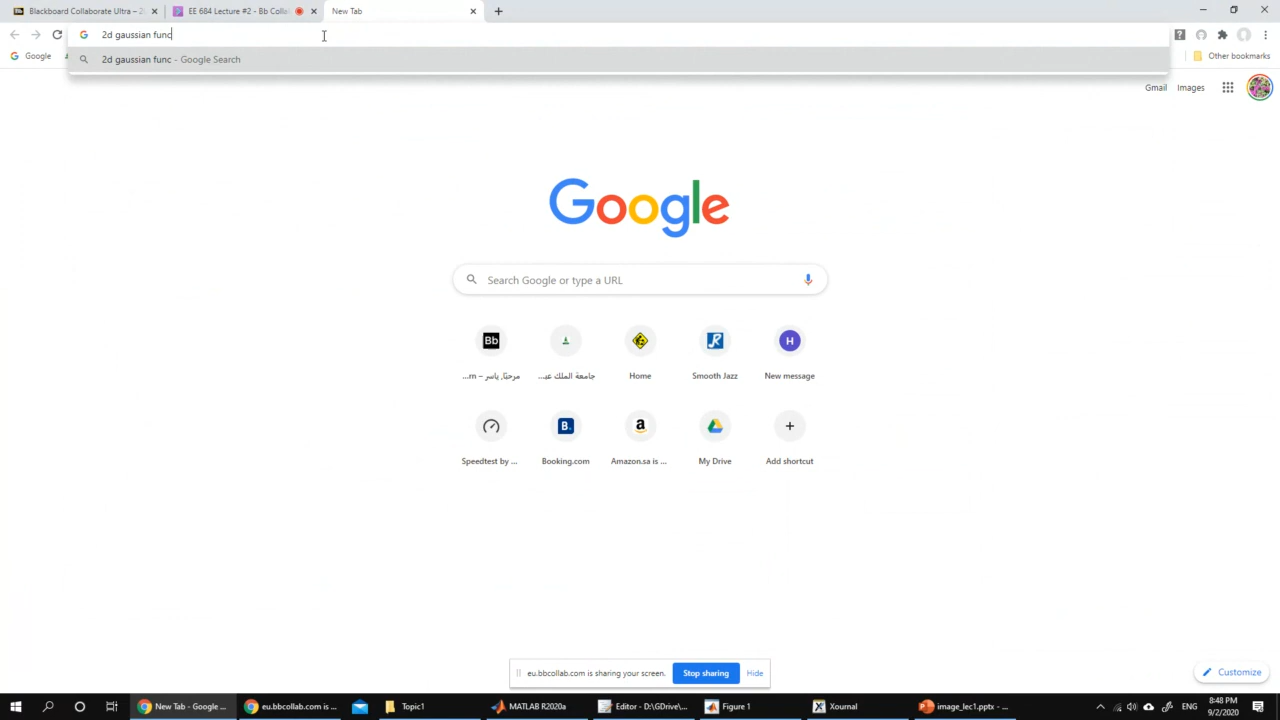 Blackboard Collaborate Ultra – 2
EE 684 Lecture #2 - Bb Colla
New Tab
2d gaussian func
2d gaussian func - Google Search
Google
Other bookmarks
Gmail
Images
Google
Search Google or type a URL
Bb
H
مرحبًا, ياسر – rn...
جامعة الملك عب...
Home
Smooth Jazz
New message
B.
a
Speedtest by ...
Booking.com
Amazon.sa is ...
My Drive
Add shortcut
eu.bbcollab.com is sharing your screen.
Stop sharing
Hide
Customize
New Tab - Google ...
eu.bbcollab.com is ...
Topic1
MATLAB R2020a
Editor - D:\GDrive\...
Figure 1
Xournal
image_lec1.pptx - ...
ENG
8:48 PM
9/2/2020